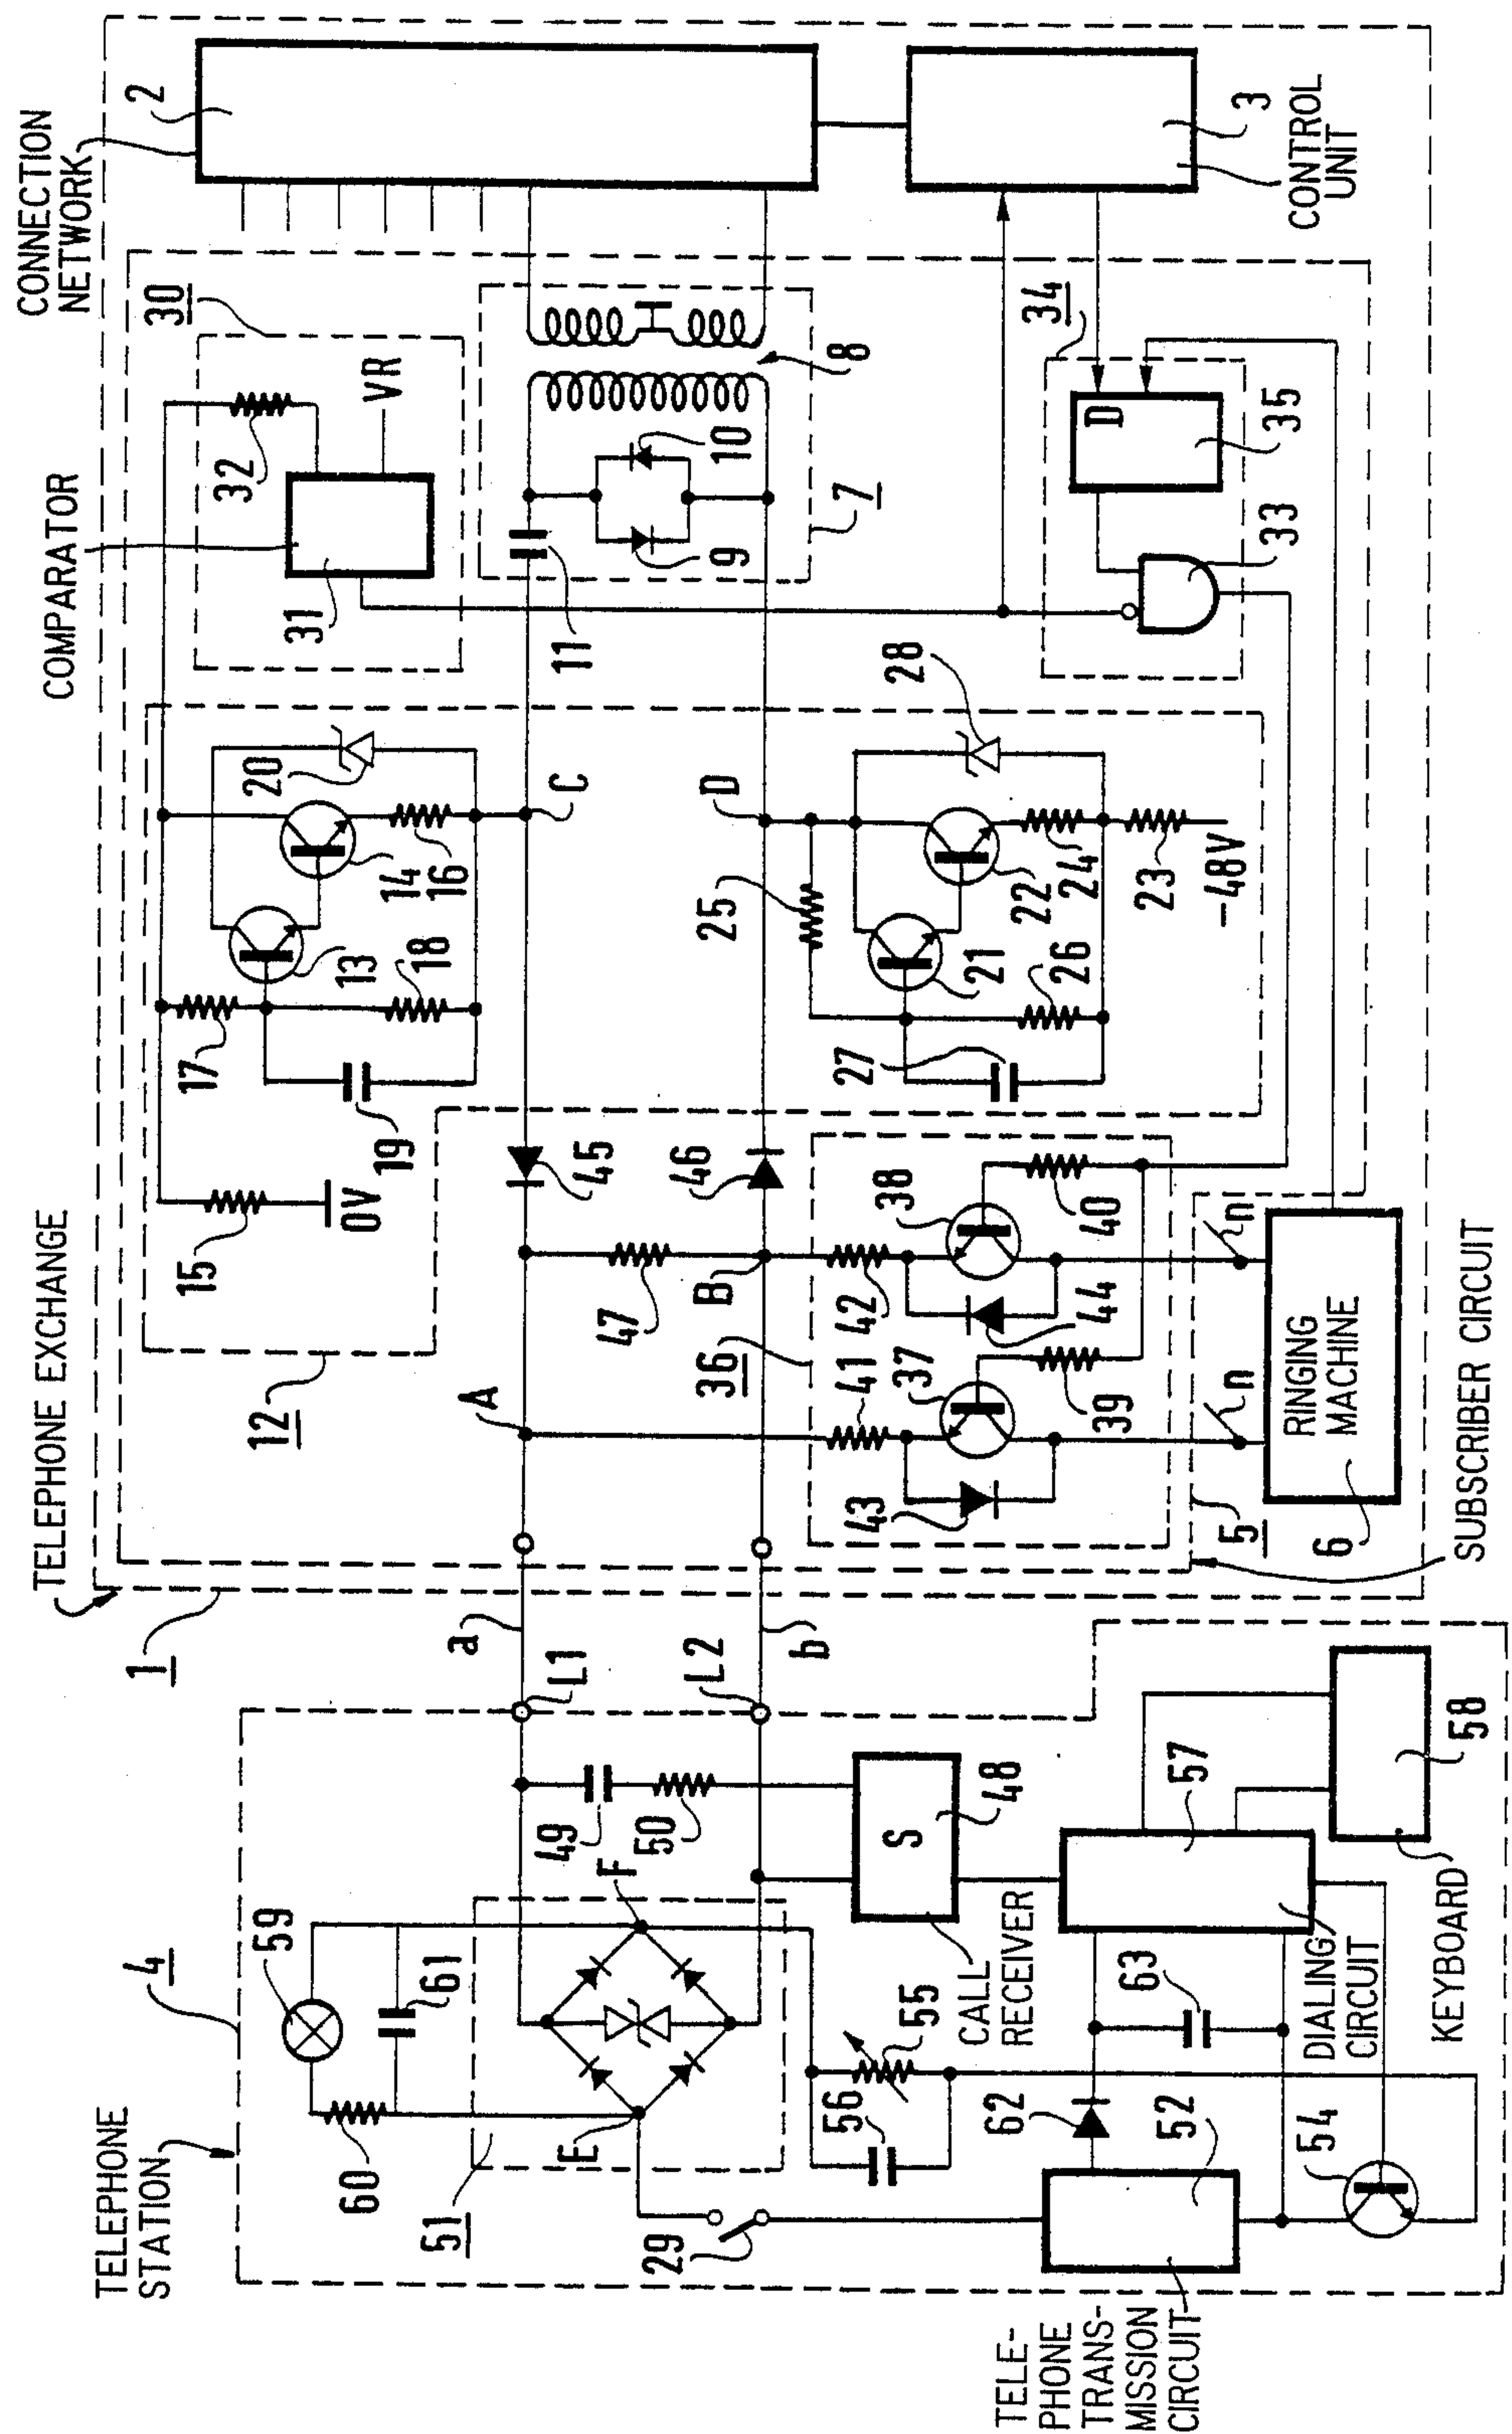 TELEPHONE
STATION
4
59
60
61
51
E
F
49
50
L1
L2
a
b
29
56
55
S
48
CALL
RECEIVER
62
63
52
54
57
58
DIALING
CIRCUIT
KEYBOARD
TELE-
PHONE
TRANS-
MISSION
CIRCUIT
1
TELEPHONE EXCHANGE
12
15
0V
17
19
13
18
14
16
20
COMPARATOR
31
32
30
VR
CONNECTION
NETWORK
2
A
45
C
11
9
10
7
8
47
B
46
D
36
25
27
21
26
22
24
23
-48V
28
41
37
43
39
42
38
44
40
n
n
5
6
RINGING
MACHINE
SUBSCRIBER CIRCUIT
33
34
D
35
3
CONTROL
UNIT